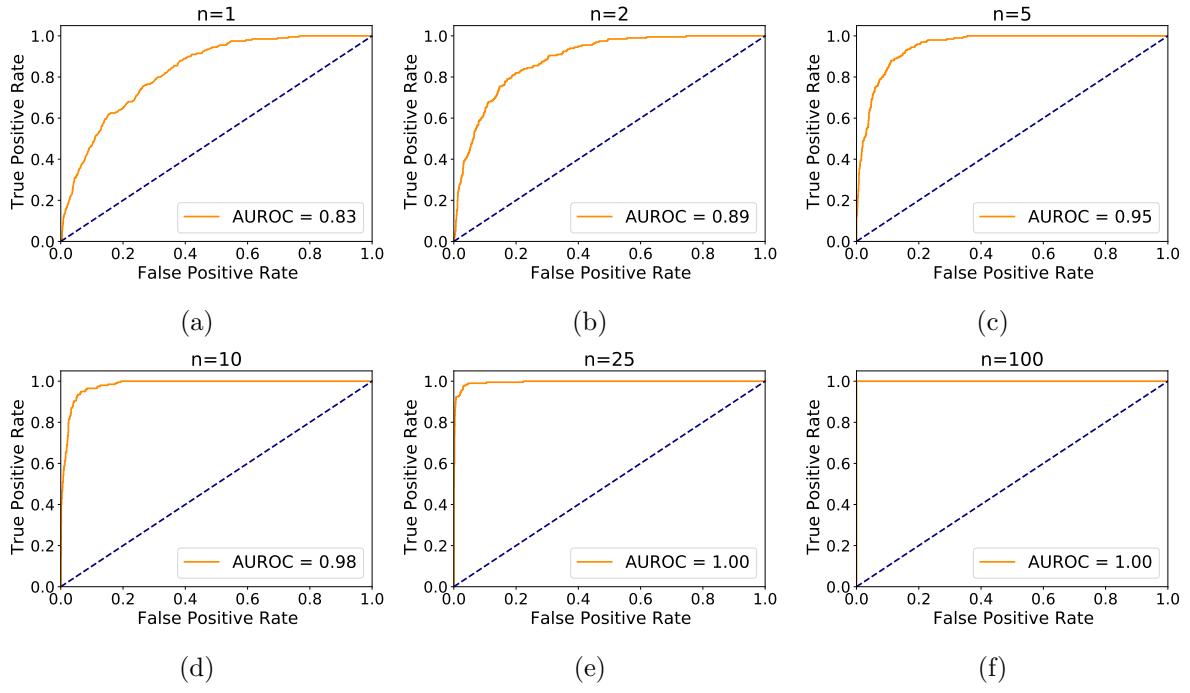 n=1
1.0
0.8
0.6
0.4
0.2
0.0
True Positive Rate
AUROC = 0.83
0.0 0.2 0.4 0.6 0.8 1.0
False Positive Rate
(a)
n=2
1.0
0.8
0.6
0.4
0.2
0.0
True Positive Rate
AUROC = 0.89
0.0 0.2 0.4 0.6 0.8 1.0
False Positive Rate
(b)
n=5
1.0
0.8
0.6
0.4
0.2
0.0
True Positive Rate
AUROC = 0.95
0.0 0.2 0.4 0.6 0.8 1.0
False Positive Rate
(c)
n=10
1.0
0.8
0.6
0.4
0.2
0.0
True Positive Rate
AUROC = 0.98
0.0 0.2 0.4 0.6 0.8 1.0
False Positive Rate
(d)
n=25
1.0
0.8
0.6
0.4
0.2
0.0
True Positive Rate
AUROC = 1.00
0.0 0.2 0.4 0.6 0.8 1.0
False Positive Rate
(e)
n=100
1.0
0.8
0.6
0.4
0.2
0.0
True Positive Rate
AUROC = 1.00
0.0 0.2 0.4 0.6 0.8 1.0
False Positive Rate
(f)